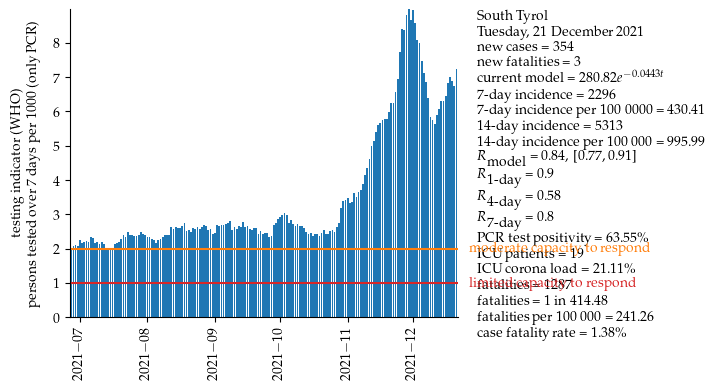 testing indicator (WHO)
persons tested over 7 days per 1000 (only PCR)
8
7
6
5
4
3
2
1
0
2021−07
2021−08
2021−09
2021−10
2021−11
2021−12
South Tyrol
Tuesday, 21 December 2021
new cases = 354
new fatalities = 3
current model = 280.82e^{−0.0443t}
7-day incidence = 2296
7-day incidence per 100 0000 = 430.41
14-day incidence = 5313
14-day incidence per 100 000 = 995.99
R_model = 0.84, [0.77, 0.91]
R_1-day = 0.9
R_4-day = 0.58
R_7-day = 0.8
PCR test positivity = 63.55%
moderate capacity to respond
ICU patients = 19
ICU corona load = 21.11%
fatalities = 1287
limited capacity to respond
fatalities = 1 in 414.48
fatalities per 100 000 = 241.26
case fatality rate = 1.38%